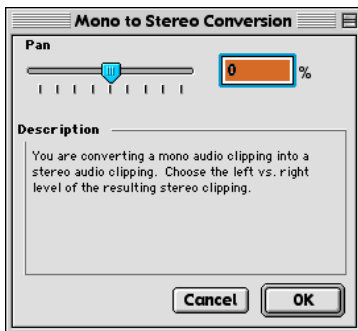 Mono to Stereo Conversion
Pan
0 %
Description
You are converting a mono audio clipping into a
stereo audio clipping. Choose the left vs. right
level of the resulting stereo clipping.
Cancel OK